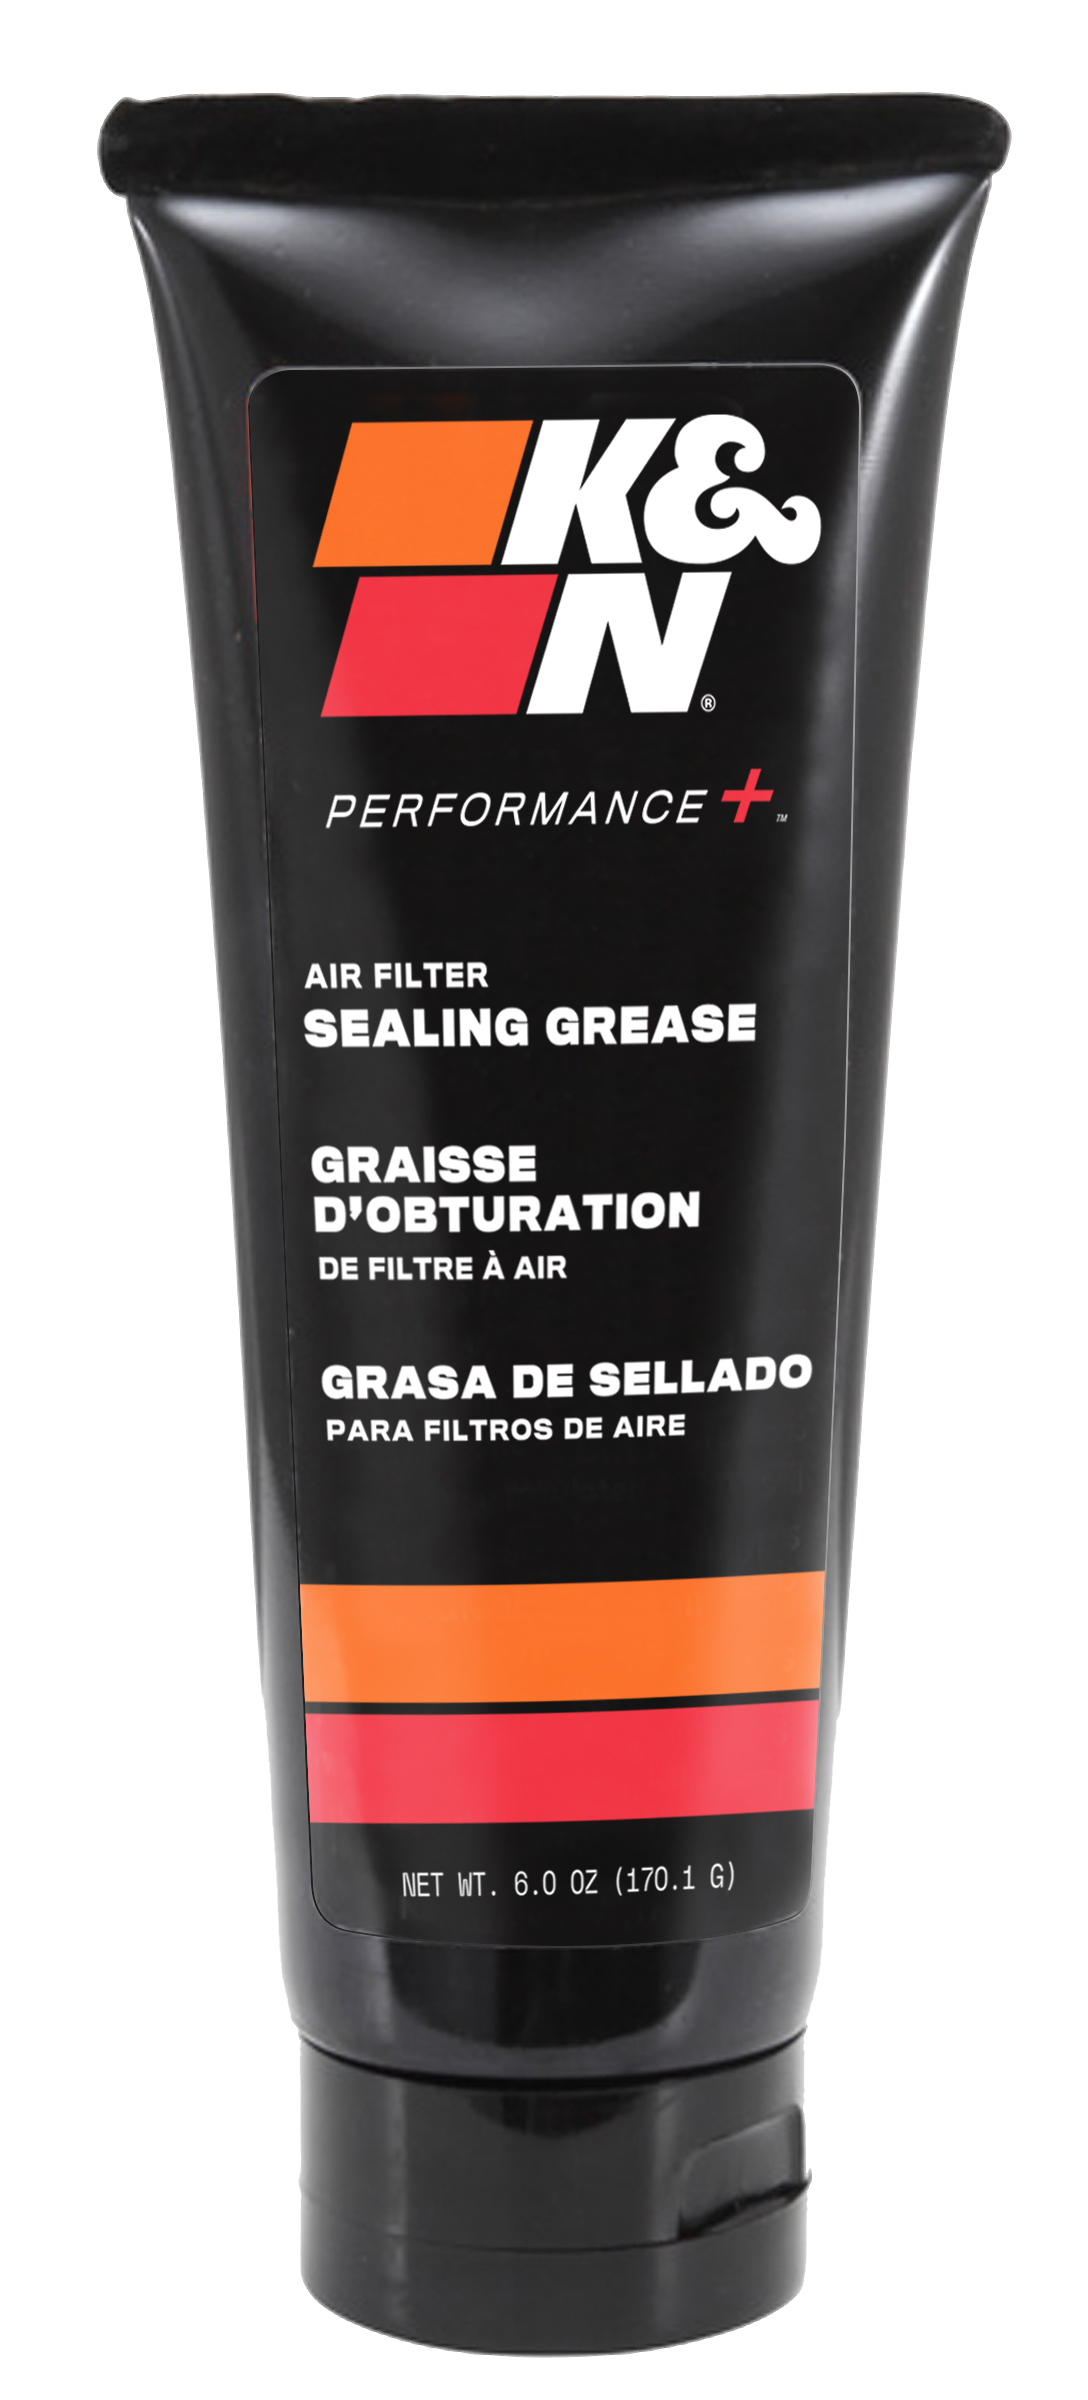 K&
N®
PERFORMANCE+™
AIR FILTER
SEALING GREASE
GRAISSE
D'OBTURATION
DE FILTRE À AIR
GRASA DE SELLADO
PARA FILTROS DE AIRE
NET WT. 6.0 OZ (170.1 G)